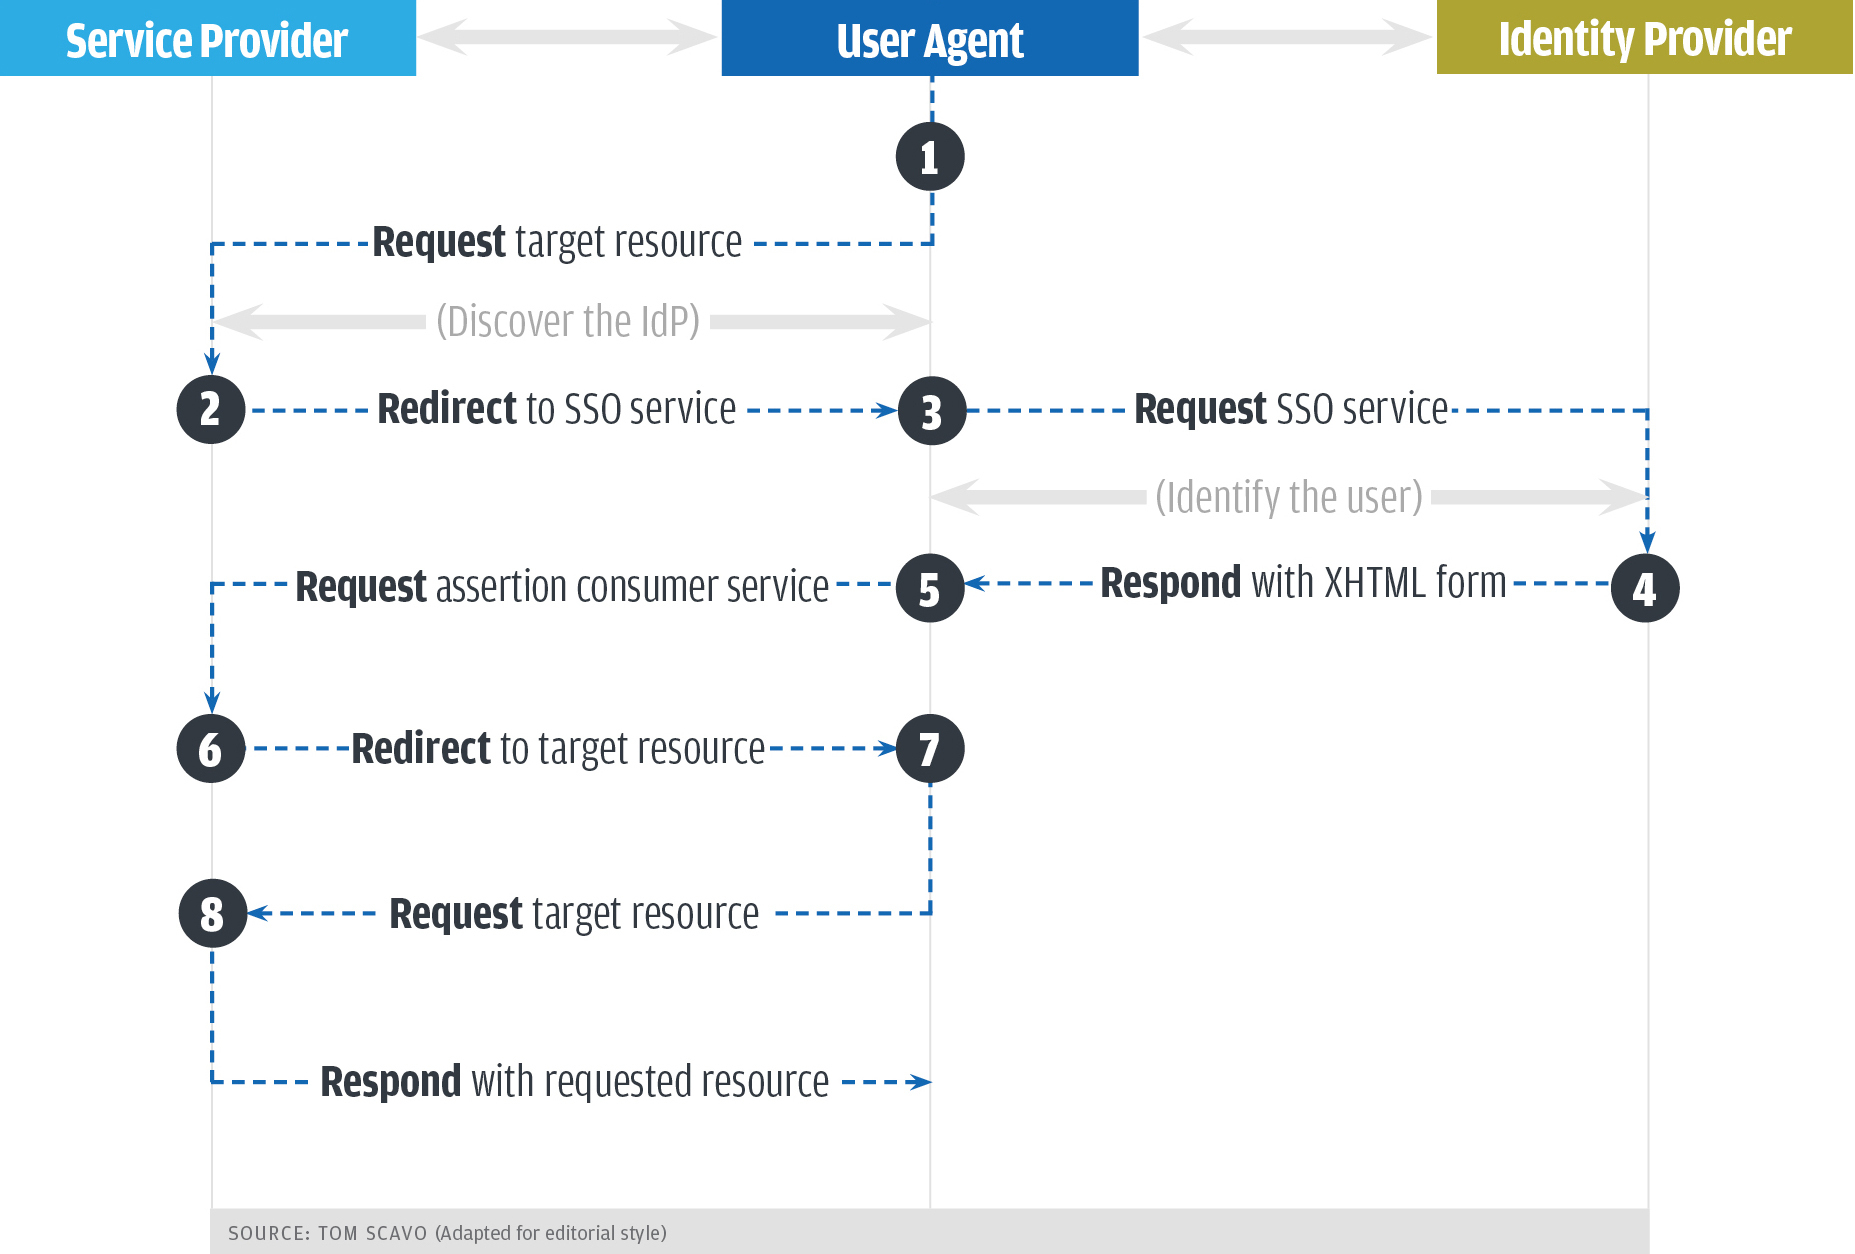 Service Provider
User Agent
Identity Provider
1
Request target resource
(Discover the IdP)
2
Redirect to SSO service
3
Request SSO service
(Identify the user)
Request assertion consumer service
5
Respond with XHTML form
4
6
Redirect to target resource
7
8
Request target resource
Respond with requested resource
SOURCE: TOM SCAVO (Adapted for editorial style)